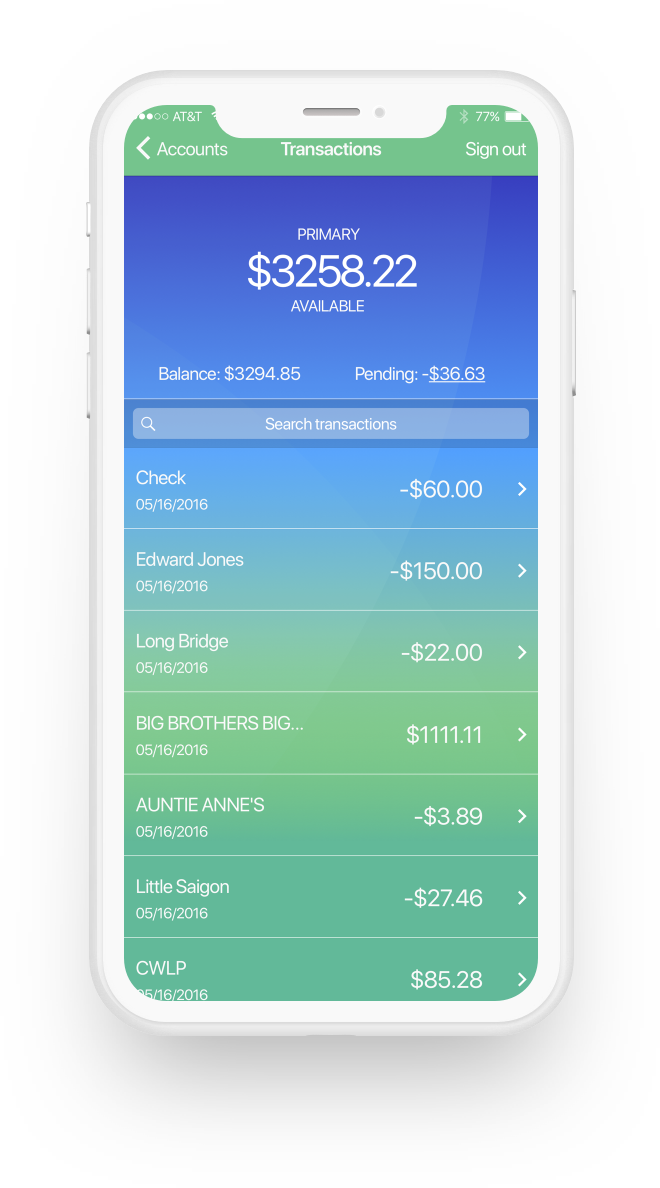 AT&T 77%
Accounts Transactions Sign out
PRIMARY
$3258.22
AVAILABLE
Balance: $3294.85 Pending: -$36.63
Search transactions
Check
05/16/2016
-$60.00
Edward Jones
05/16/2016
-$150.00
Long Bridge
05/16/2016
-$22.00
BIG BROTHERS BIG...
05/16/2016
$1111.11
AUNTIE ANNE'S
05/16/2016
-$3.89
Little Saigon
05/16/2016
-$27.46
CWLP
05/16/2016
$85.28